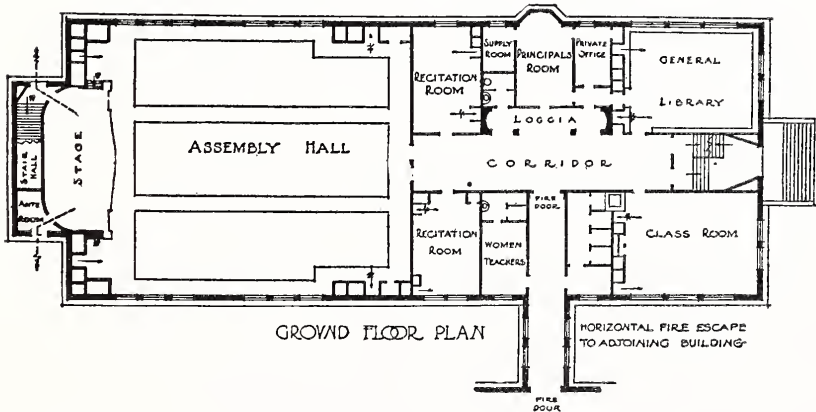 SUPPLY
ROOM
PRINCIPALS
ROOM
PRIVATE
OFFICE
GENERAL
LIBRARY
RECITATION
ROOM
LOGGIA
ASSEMBLY HALL
STAGE
STAIR
HALL
ANTE
ROOM
CORRIDOR
FIRE
DOOR
RECITATION
ROOM
WOMEN
TEACHERS
CLASS ROOM
GROVND FLOOR PLAN
HORIZONTAL FIRE ESCAPE
TO ADJOINING BUILDING
FIRE
DOOR